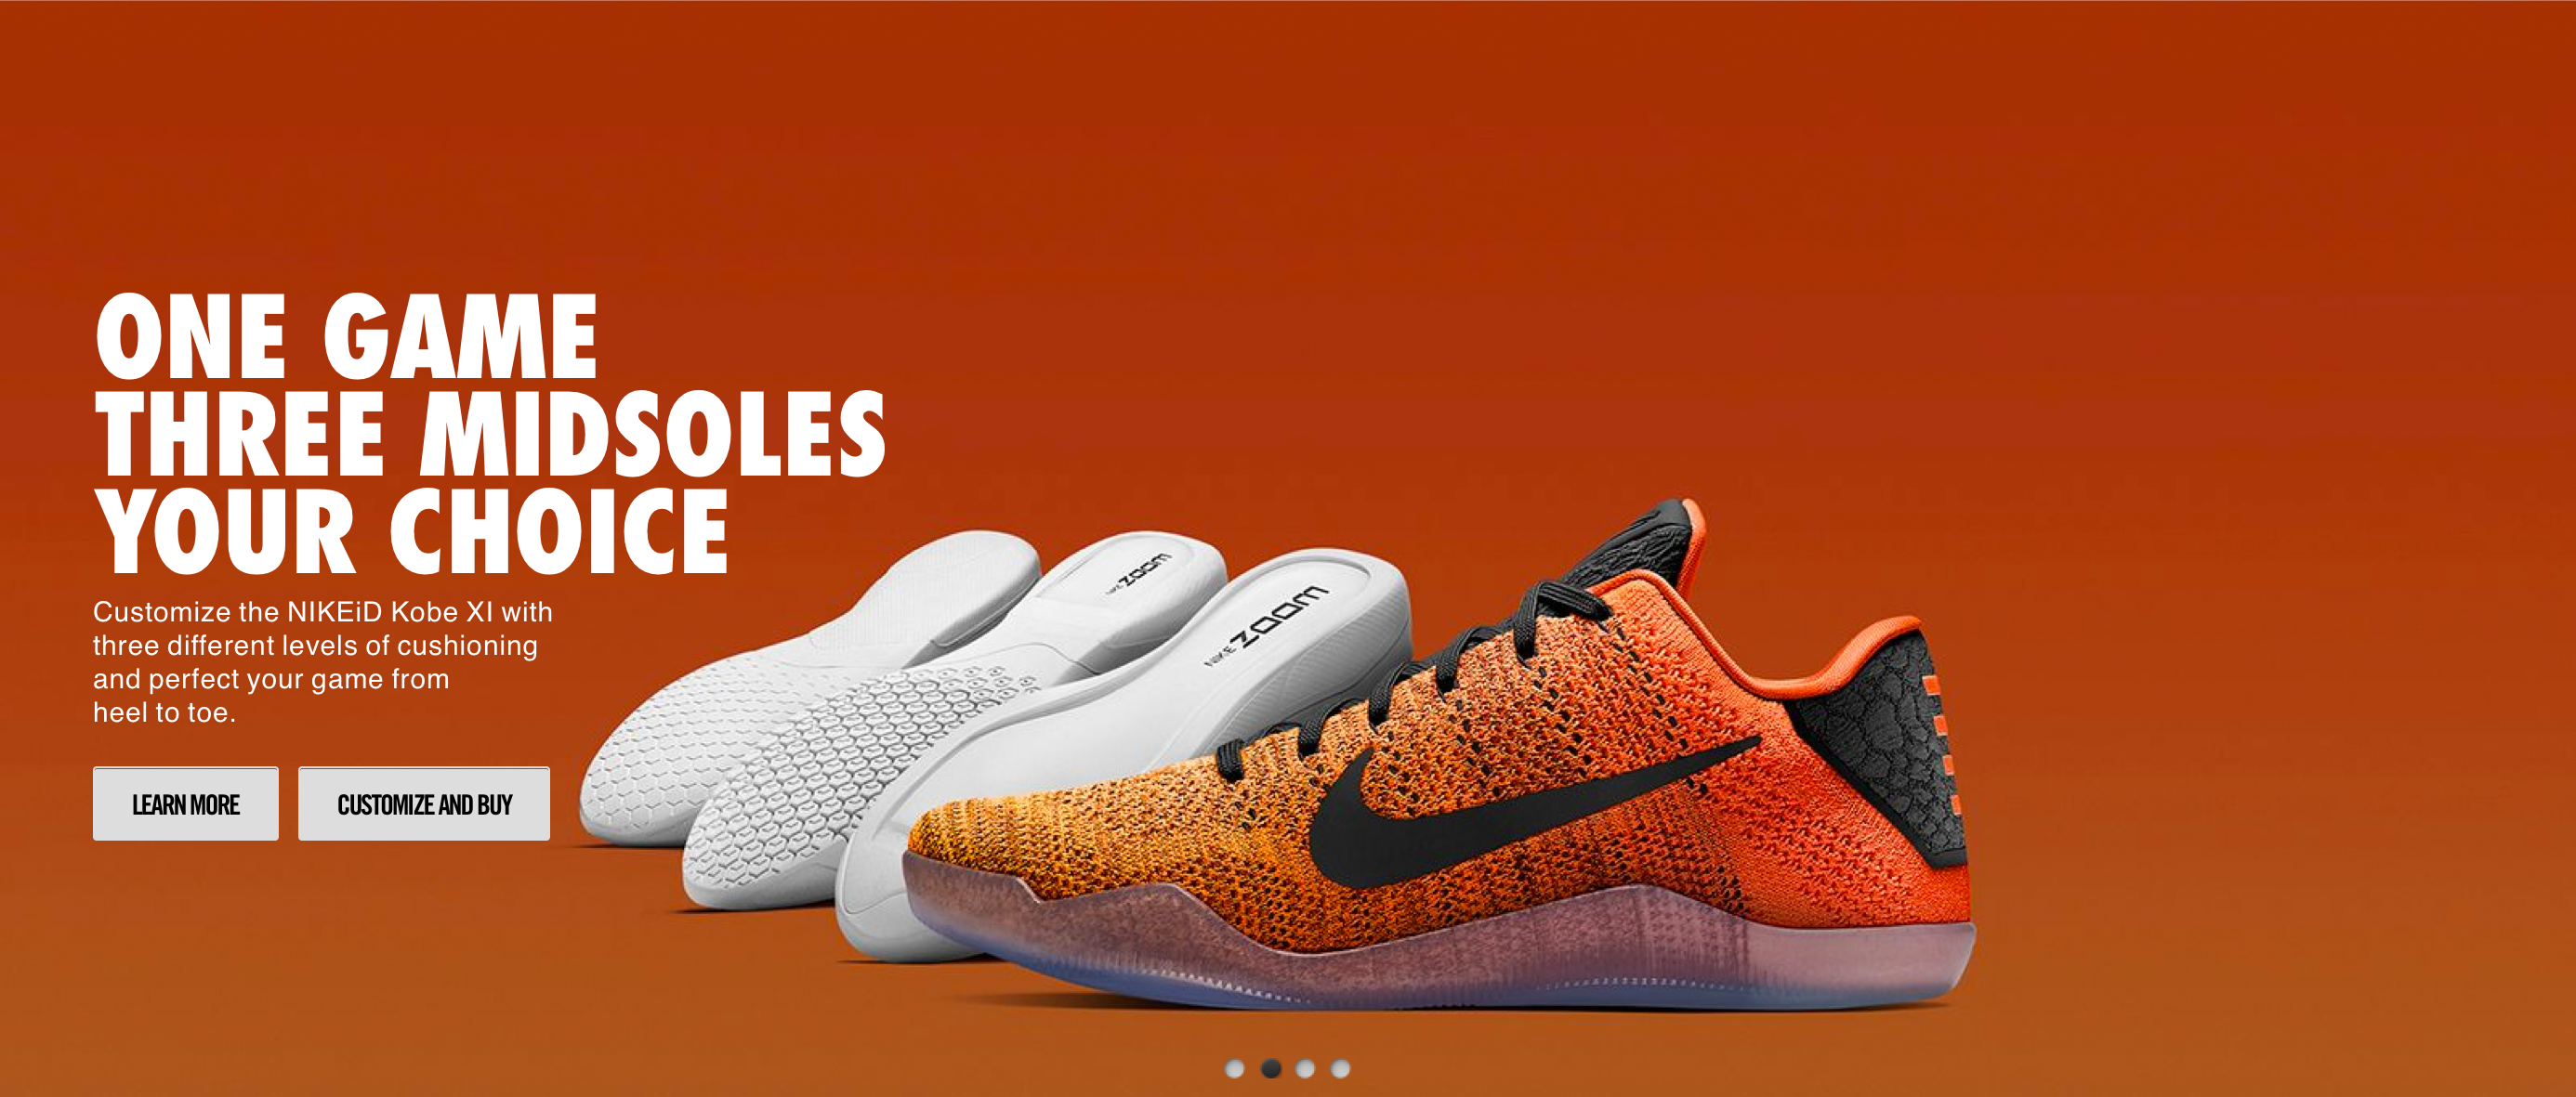 ONE GAME
THREE MIDSOLES
YOUR CHOICE
Customize the NIKEiD Kobe XI with
three different levels of cushioning
and perfect your game from
heel to toe.
LEARN MORE
CUSTOMIZE AND BUY
NIKE ZOOM
NIKE ZOOM